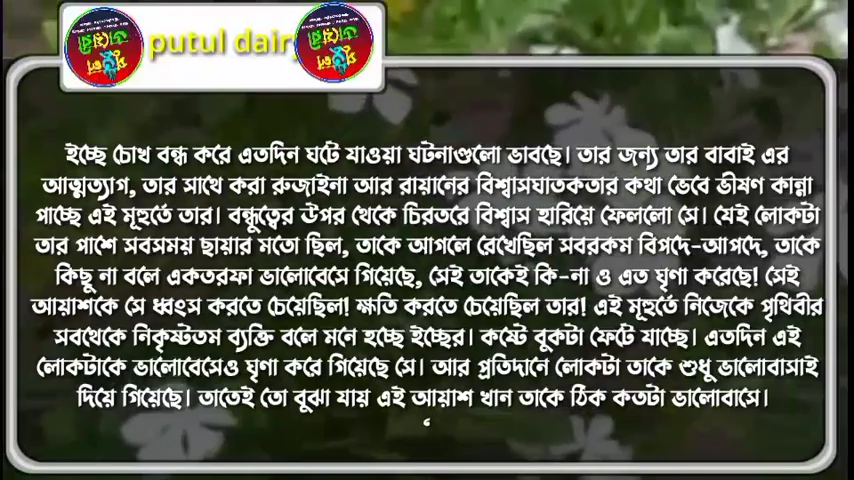 putul dairy
ইচ্ছে চোখ বন্ধ করে এতদিন ঘটে যাওয়া ঘটনাগুলো ভাবছে। তার জন্য তার বাবাই এর
আত্মত্যাগ, তার সাথে করা রুজাইনা আর রায়ানের বিশ্বাসঘাতকতার কথা ভেবে ভীষণ কান্না
পাচ্ছে এই মূহুর্তে তার। বন্ধুত্বের উপর থেকে চিরতরে বিশ্বাস হারিয়ে ফেললো সে। যেই লোকটা
তার পাশে সবসময় ছায়ার মতো ছিল, তাকে আগলে রেখেছিল সবরকম বিপদে-আপদে, তাকে
কিছু না বলে একতরফা ভালোবেসে গিয়েছে, সেই তাকেই কি-না ও এত ঘৃণা করেছে! সেই
আয়াশকে সে ধ্বংস করতে চেয়েছিল! ক্ষতি করতে চেয়েছিল তার! এই মূহুর্তে নিজেকে পৃথিবীর
সবথেকে নিকৃষ্টতম ব্যক্তি বলে মনে হচ্ছে ইচ্ছের। কষ্টে বুকটা ফেটে যাচ্ছে। এতদিন এই
লোকটাকে ভালোবেসেও ঘৃণা করে গিয়েছে সে। আর প্রতিদানে লোকটা তাকে শুধু ভালোবাসাই
দিয়ে গিয়েছে। তাতেই তো বুঝা যায় এই আয়াশ খান তাকে ঠিক কতটা ভালোবাসে।